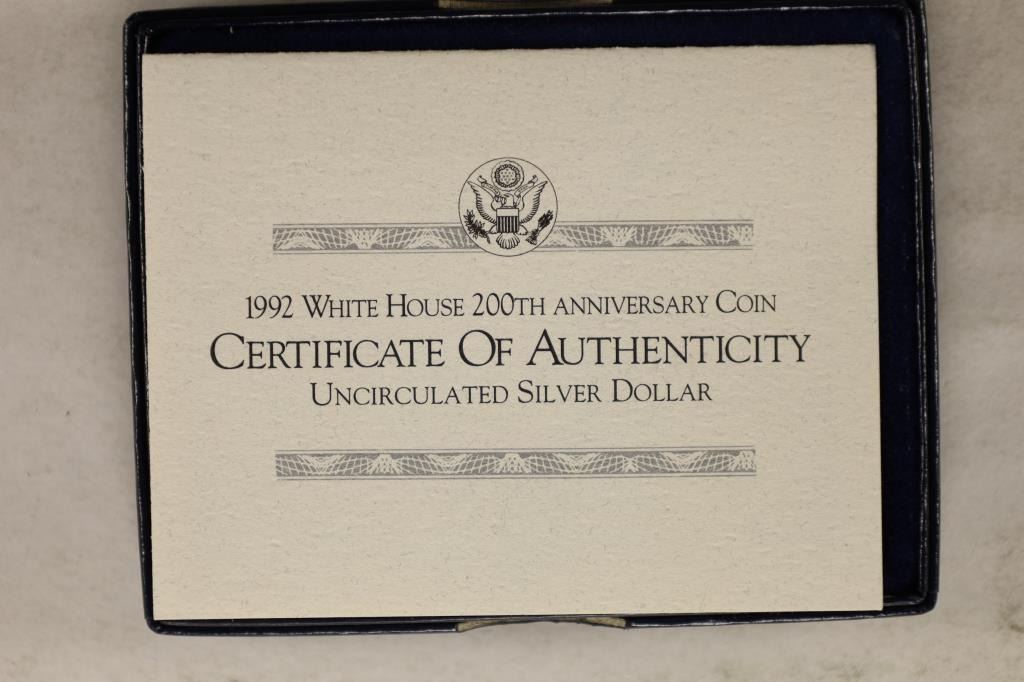 1992 WHITE HOUSE 200TH ANNIVERSARY COIN
CERTIFICATE OF AUTHENTICITY
UNCIRCULATED SILVER DOLLAR